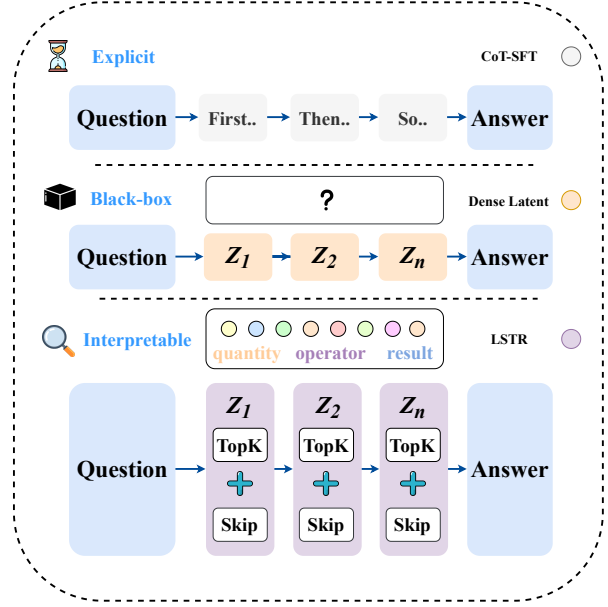 Explicit
CoT-SFT
Question
First..
Then..
So..
Answer
Black-box
?
Dense Latent
Question
Z1
Z2
Zn
Answer
Interpretable
quantity operator result
LSTR
Question
Z1
Z2
Zn
TopK
TopK
TopK
Skip
Skip
Skip
Answer